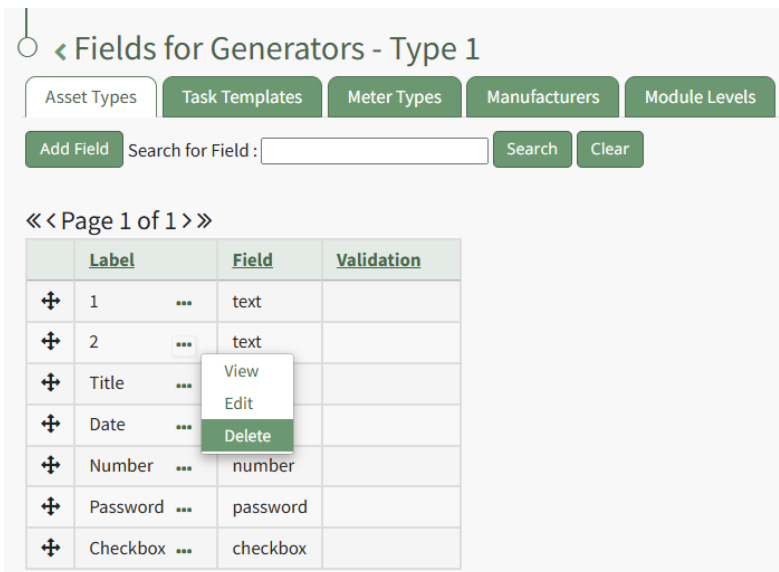 Fields for Generators - Type 1
Asset Types Task Templates Meter Types Manufacturers Module Levels
Add Field Search for Field : Search Clear
« < Page 1 of 1 > »
Label Field Validation
1 ••• text
2 ••• text
Title •••
Date •••
Number ••• number
Password ••• password
Checkbox ••• checkbox
View
Edit
Delete